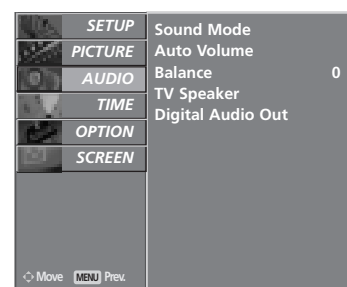 SETUP
PICTURE
AUDIO
TIME
OPTION
SCREEN
Move MENU Prev.
Sound Mode
Auto Volume
Balance 0
TV Speaker
Digital Audio Out